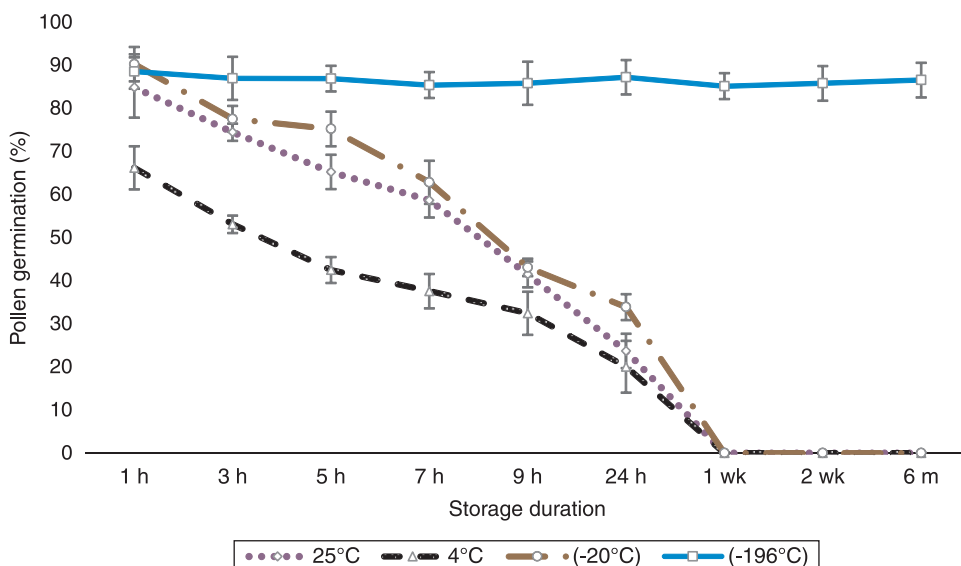 100
90
80
70
60
50
40
30
20
10
0
Pollen germination (%)
1 h 3 h 5 h 7 h 9 h 24 h 1 wk 2 wk 6 m
Storage duration
25°C 4°C (-20°C) (-196°C)